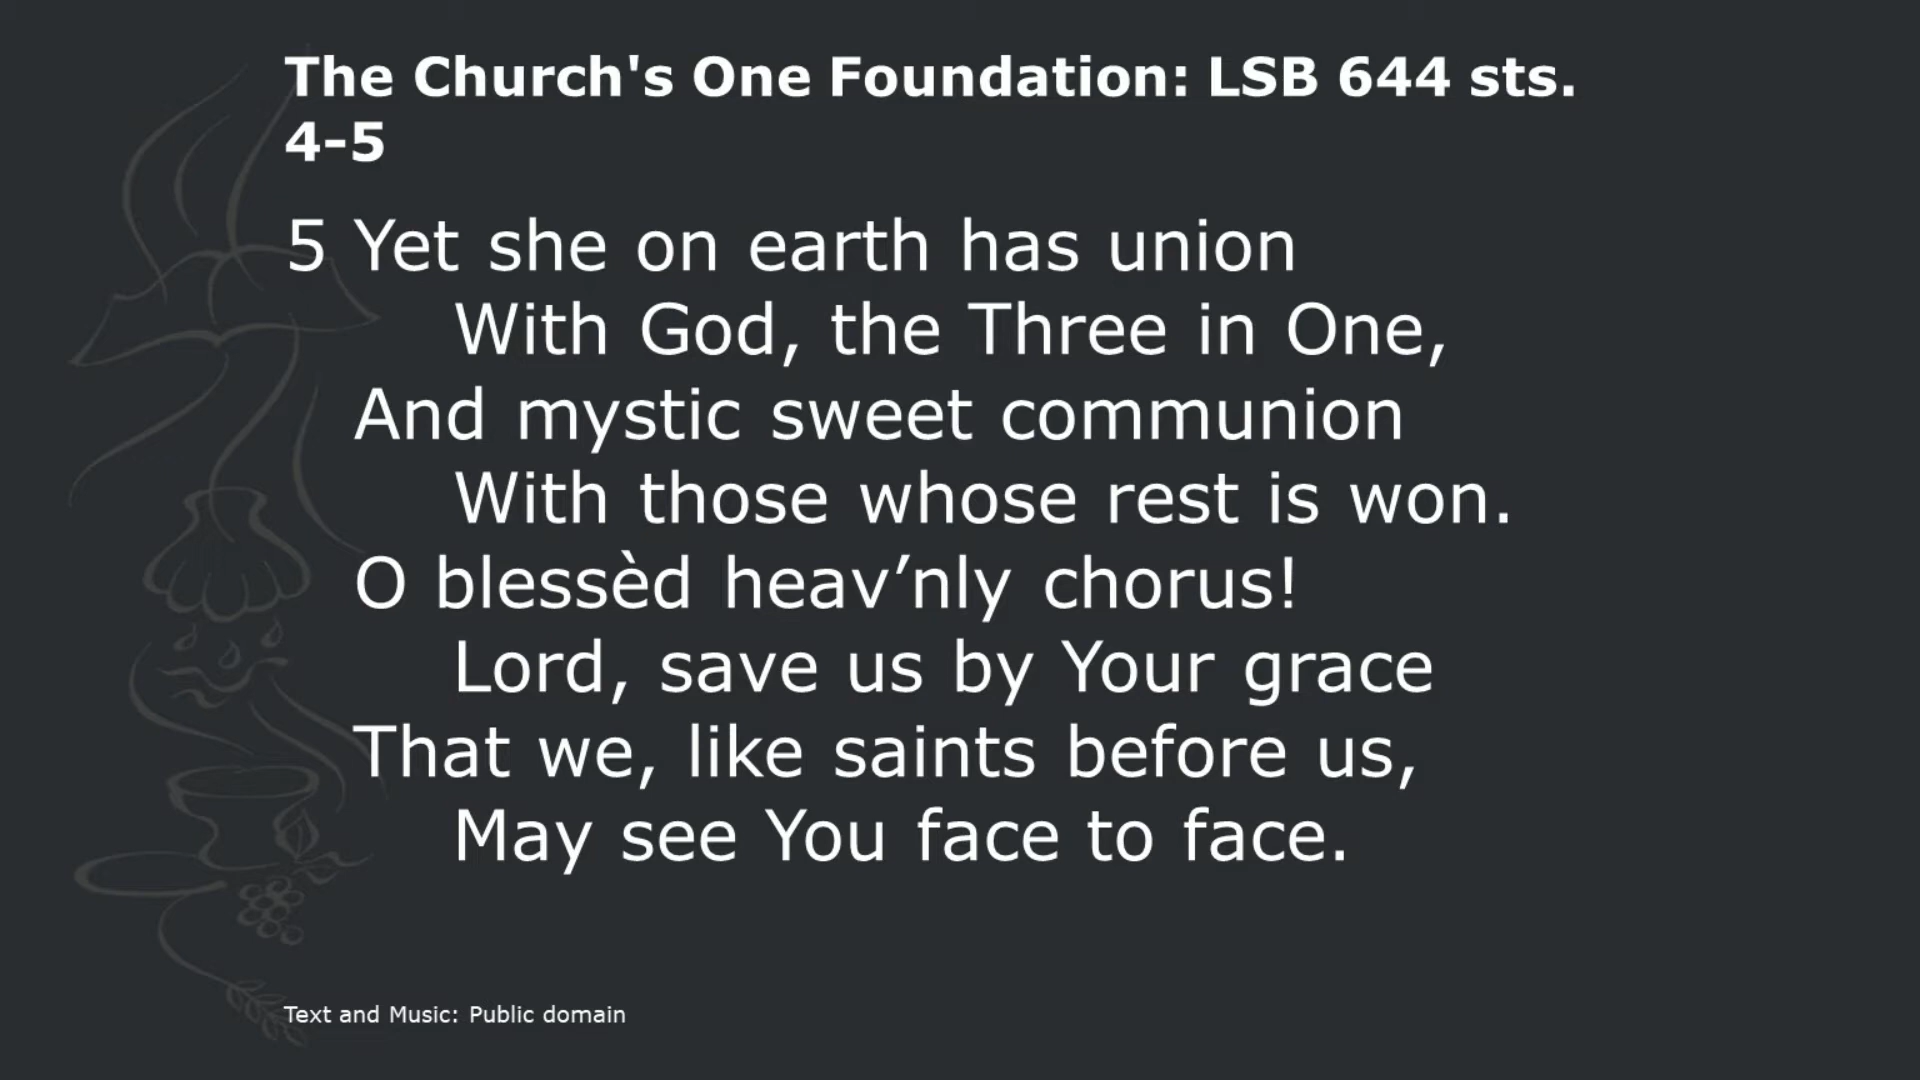 The Church's One Foundation: LSB 644 sts.
4-5
5 Yet she on earth has union
With God, the Three in One,
And mystic sweet communion
With those whose rest is won.
O blessèd heav’nly chorus!
Lord, save us by Your grace
That we, like saints before us,
May see You face to face.
Text and Music: Public domain